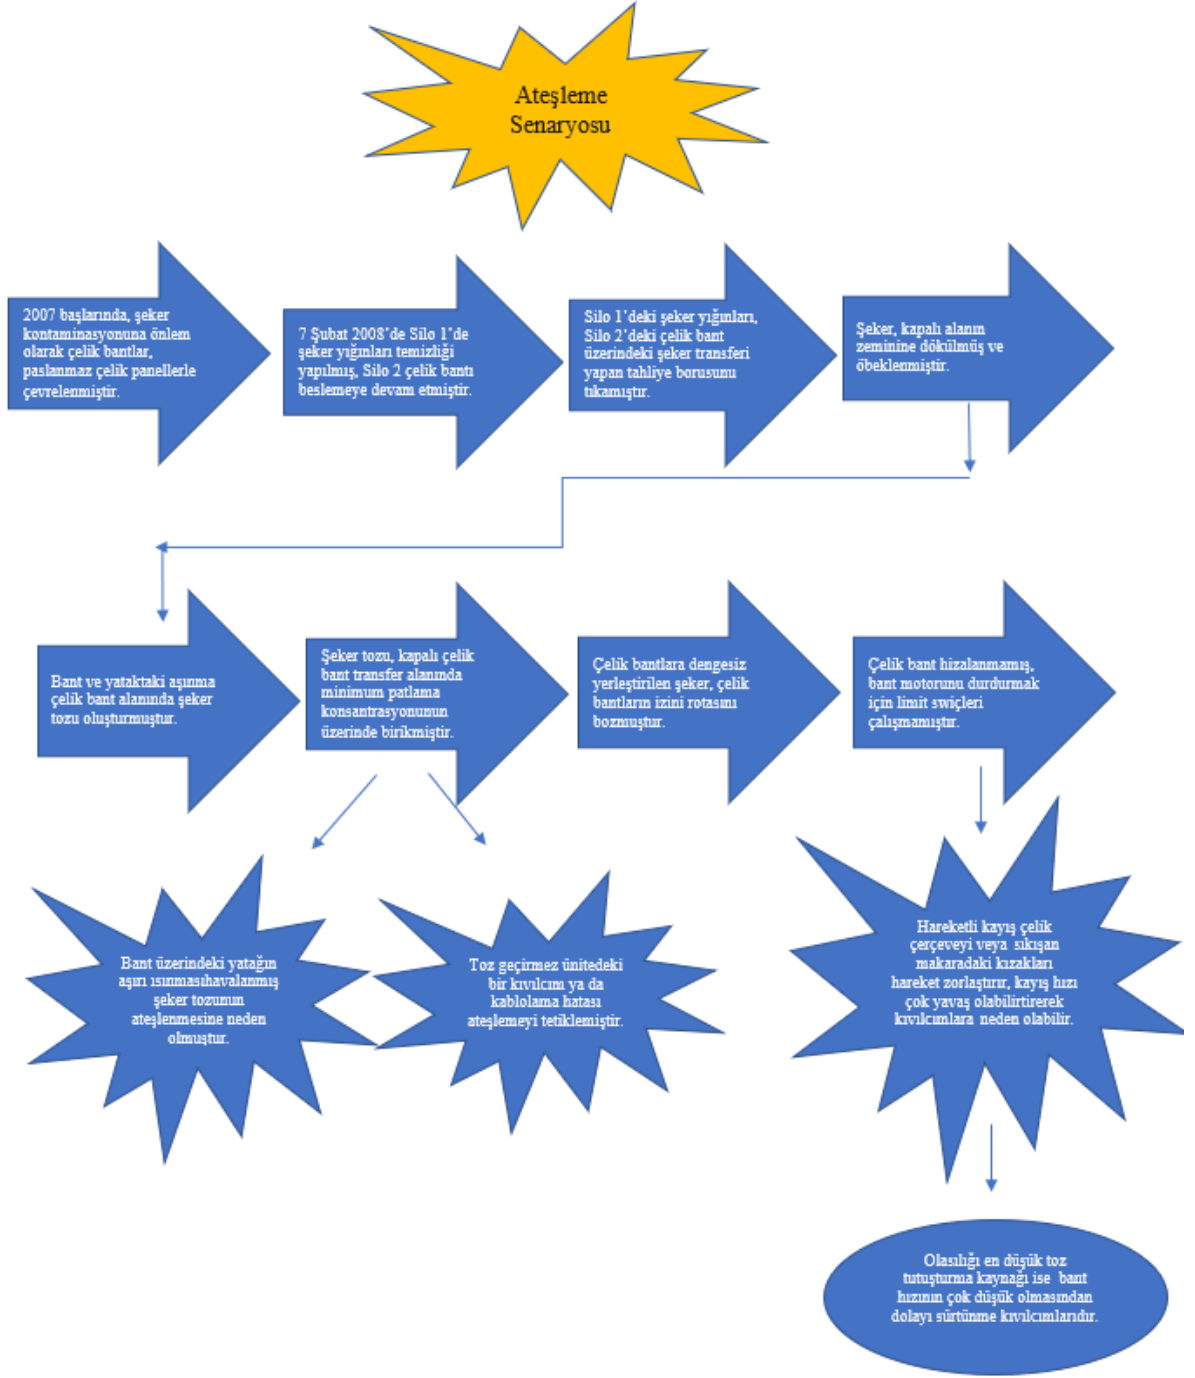 Ateşleme
Senaryosu
2007 başlarında, şeker
kontaminasyonuna önlem
olarak çelik bantlar,
paslanmaz çelik panellerle
çevrelenmiştir.
7 Şubat 2008'de Silo 1'de
şeker yığınları temizliği
yapılmış, Silo 2 çelik bantı
beslemeye devam etmiştir.
Silo 1'deki şeker yığınları,
Silo 2'deki çelik bant
üzerindeki şeker transferi
yapan tahliye borusunu
tıkamıştır.
Şeker, kapalı alanın
zeminine dökülmüş ve
öbeklenmiştir.
Bant ve yataktaki aşınma
çelik bant alanında şeker
tozu oluşturmuştur.
Şeker tozu, kapalı çelik
bant transfer alanında
minimum patlama
konsantrasyonunun
üzerinde birikmiştir.
Çelik bantlara dengesiz
yerleştirilen şeker, çelik
bantların izini rotasını
bozmuştur.
Çelik bant hizalanmamış,
bant motorunu durdurmak
için limit swiçleri
çalışmamıştır.
Bant üzerindeki yatağın
aşırı ısınmasıhavalanmış
şeker tozunun
ateşlenmesine neden
olmuştur.
Toz geçirmez ünitedeki
bir kıvılcım ya da
kablolama hatası
ateşlemeyi tetiklemiştir.
Hareketli kayış çelik
çerçeveyi veya sıkışan
makaradaki kızakları
hareket zorlaştırır, kayış hızı
çok yavaş olabilirtirerek
kıvılcımlara neden olabilir.
Olasılığı en düşük toz
tutuşturma kaynağı ise bant
hızının çok düşük olmasından
dolayı sürtünme kıvılcımlarıdır.